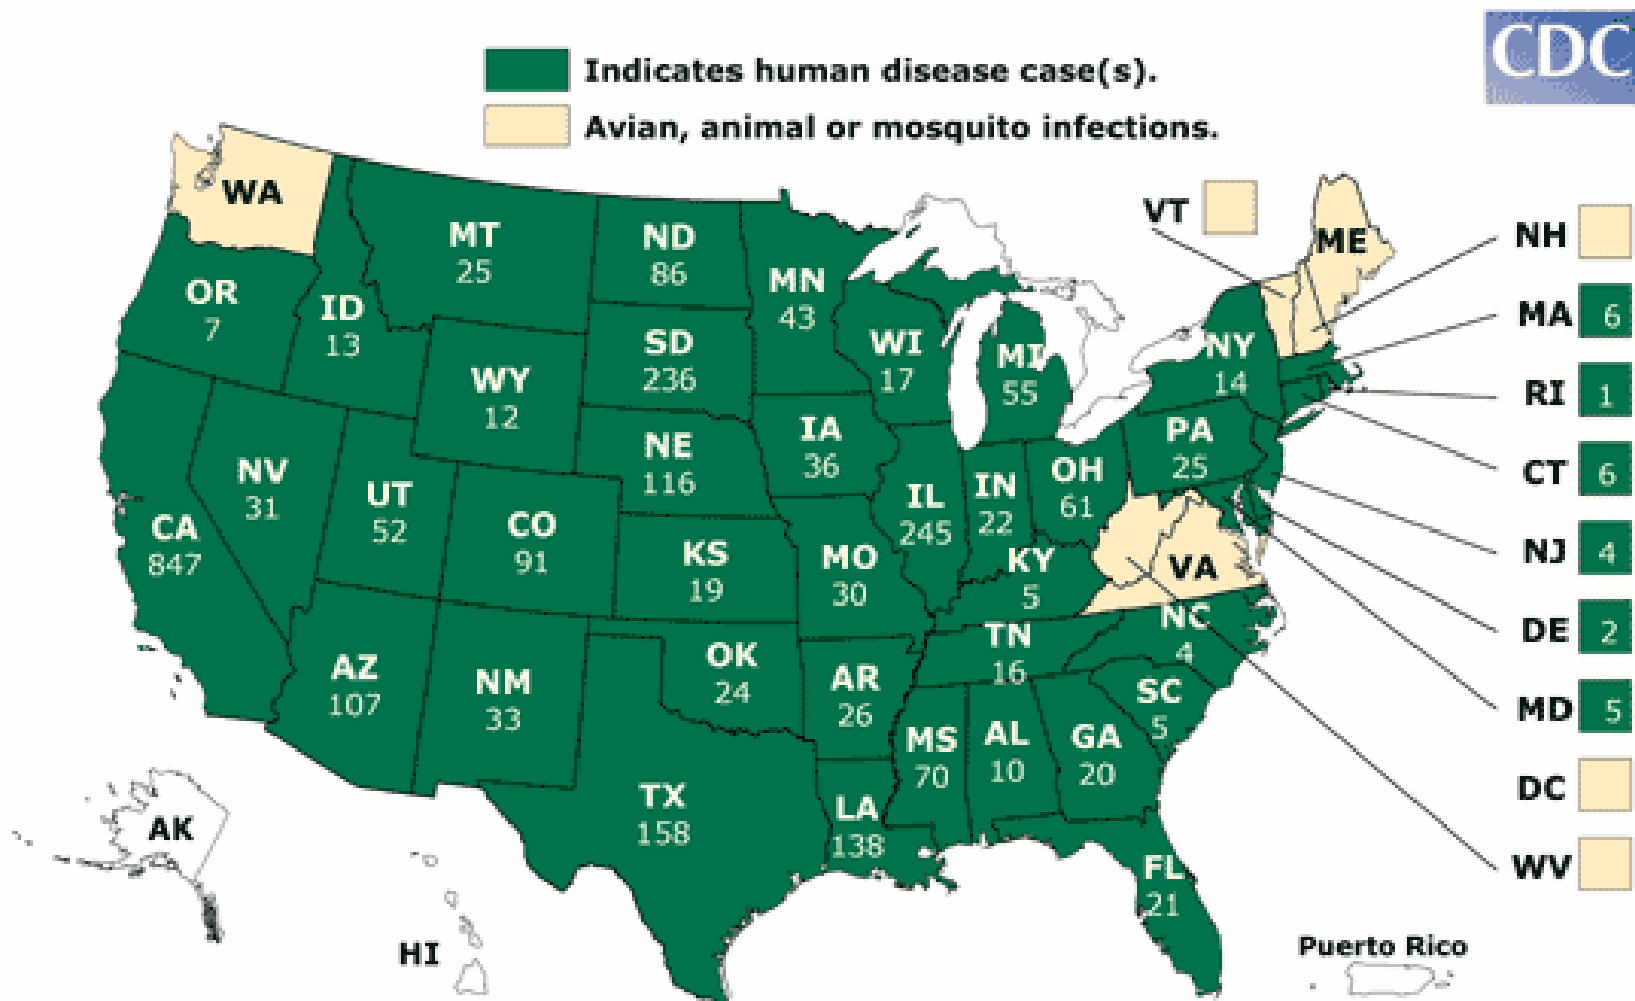 CDC
Indicates human disease case(s).
Avian, animal or mosquito infections.
WA
VT
NH
ME
MT
25
ND
86
MN
43
OR
7
ID
13
MA 6
WI
17
MI
55
NY
14
SD
236
WY
12
RI 1
IA
36
NE
116
PA
25
NV
31
UT
52
CO
91
IL
245
IN
22
OH
61
CT 6
CA
847
KS
19
MO
30
KY
5
VA
NJ 4
NC
4
TN
16
DE 2
AZ
107
NM
33
OK
24
AR
26
SC
5
MD 5
MS
70
AL
10
GA
20
DC
TX
158
LA
138
AK
FL
21
WV
HI
Puerto Rico